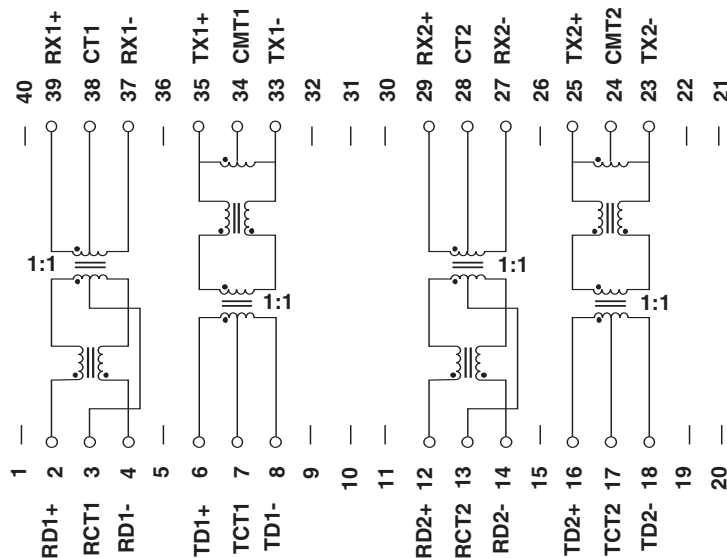 RX1+
CT1
RX1-
TX1+
CMT1
TX1-
RX2+
CT2
RX2-
TX2+
CMT2
TX2-
40
39
38
37
36
35
34
33
32
31
30
29
28
27
26
25
24
23
22
21
1:1
1:1
1:1
1:1
1
2
3
4
5
6
7
8
9
10
11
12
13
14
15
16
17
18
19
20
RD1+
RCT1
RD1-
TD1+
TCT1
TD1-
RD2+
RCT2
RD2-
TD2+
TCT2
TD2-